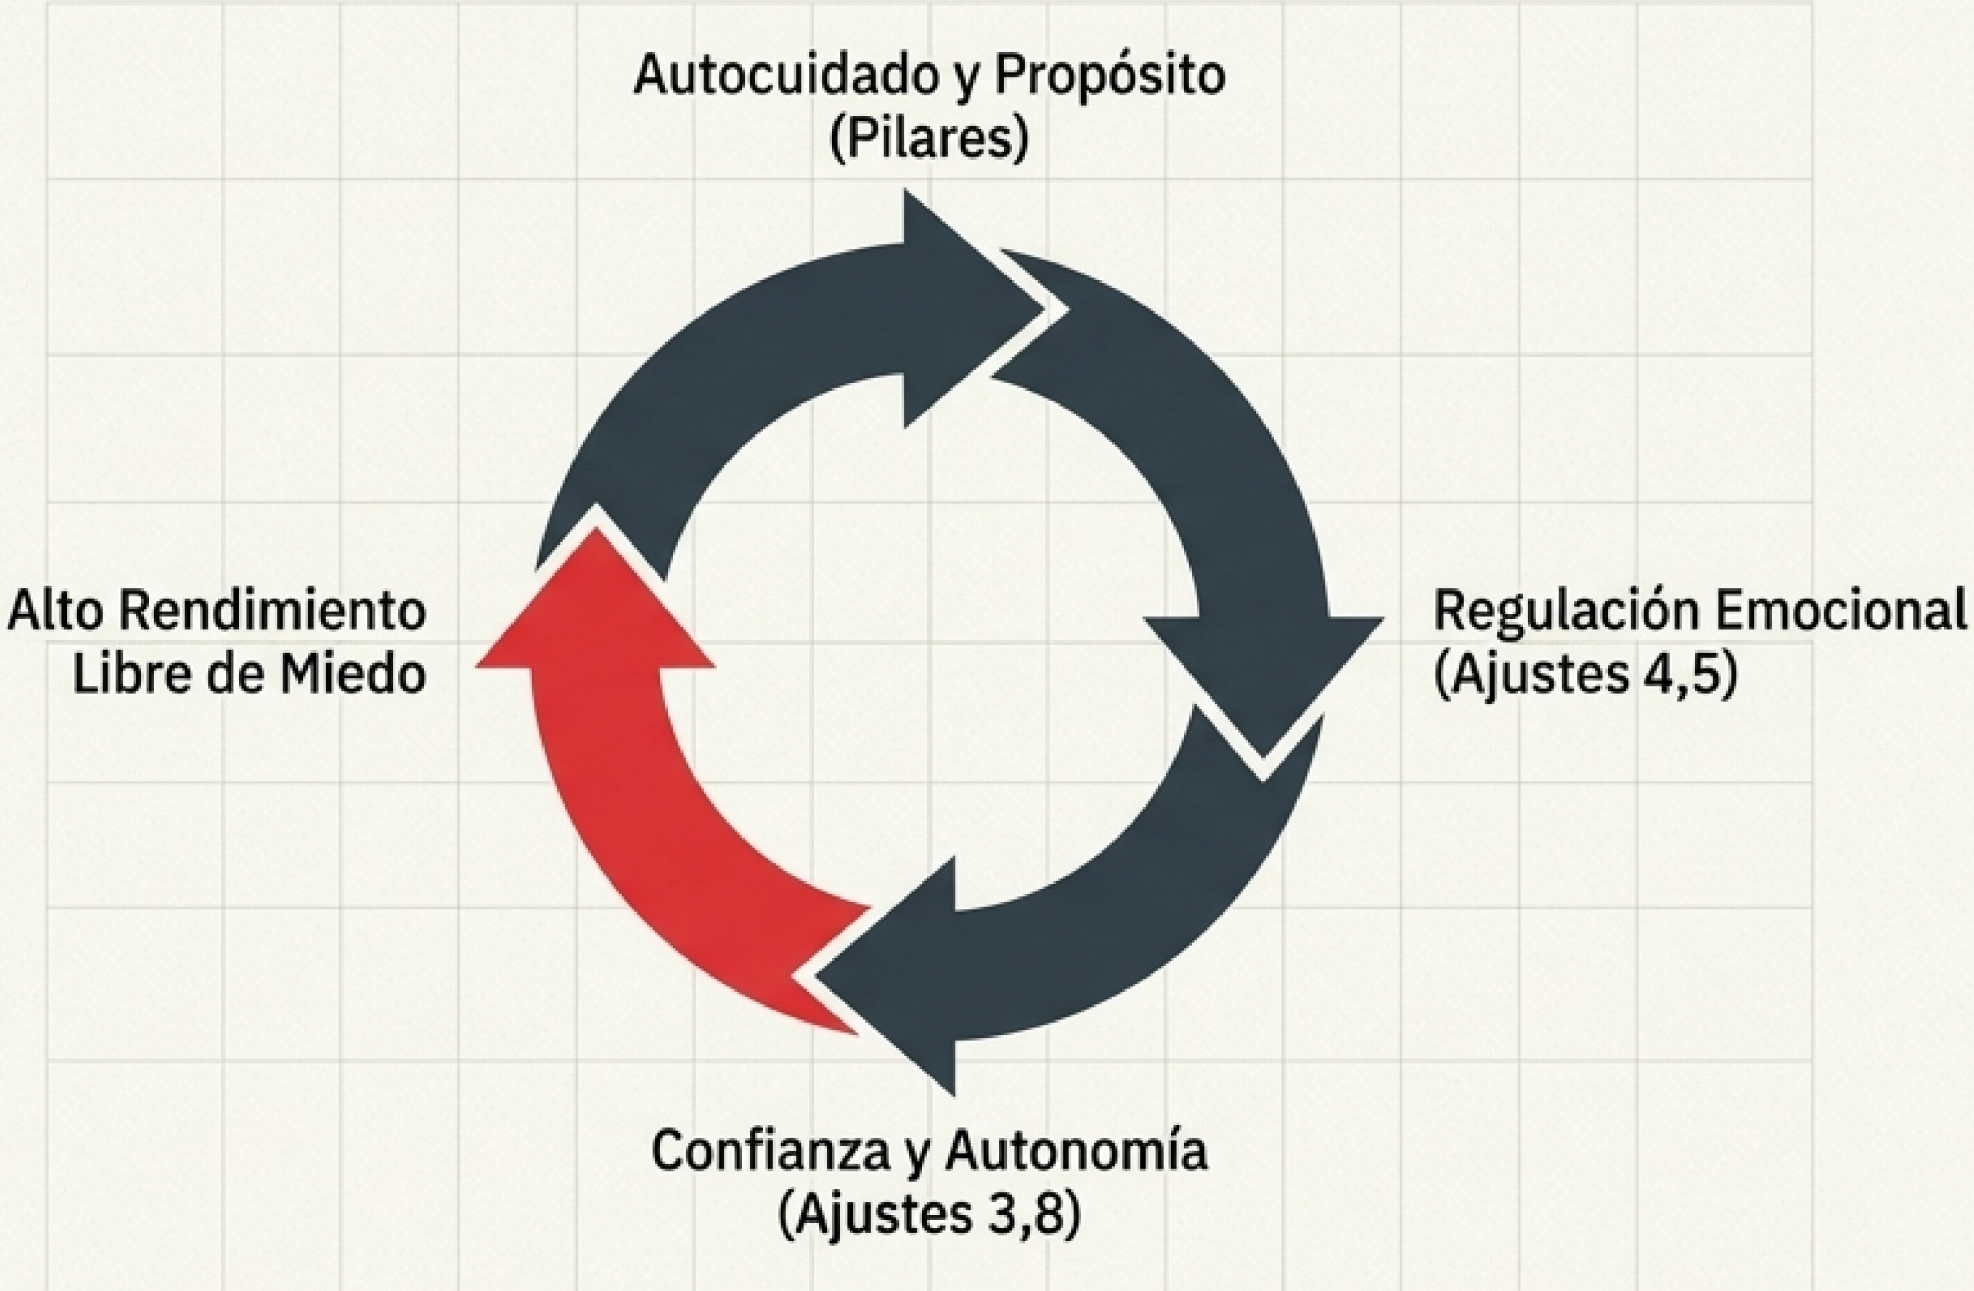 Autocuidado y Propósito
(Pilares)
Alto Rendimiento
Libre de Miedo
Regulación Emocional
(Ajustes 4,5)
Confianza y Autonomía
(Ajustes 3,8)